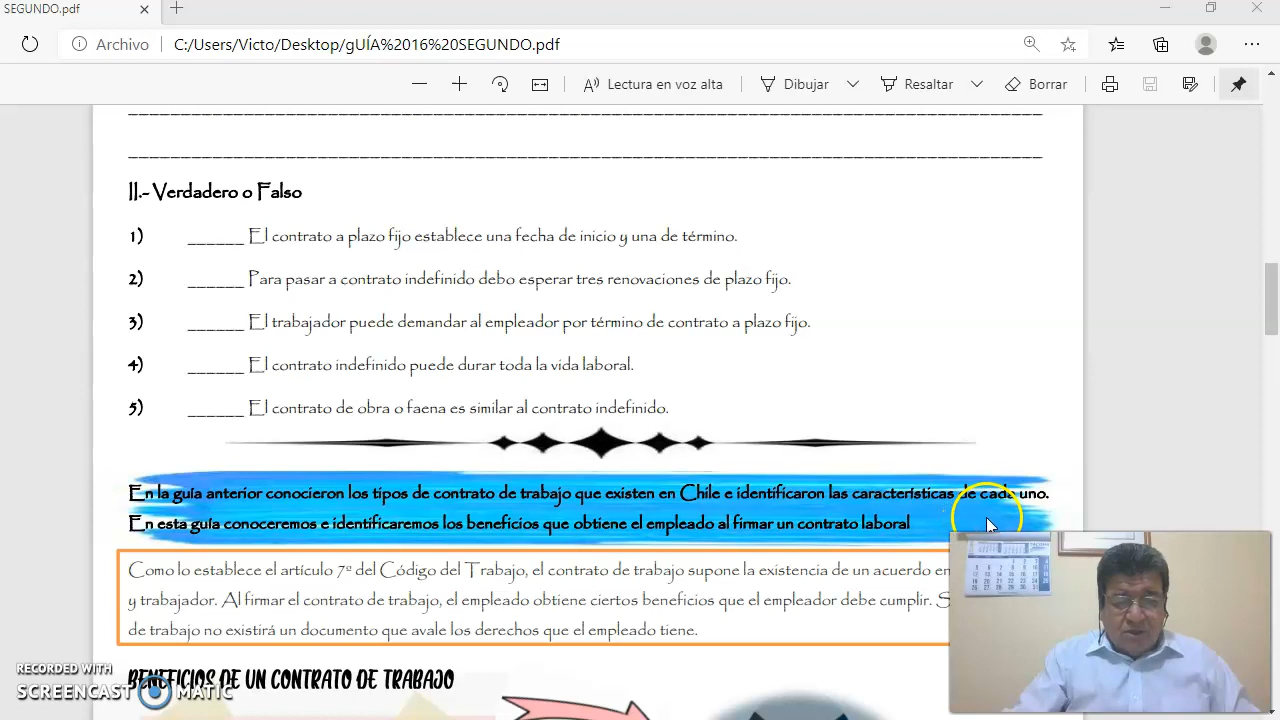 SEGUNDO.pdf
Archivo C:/Users/Victo/Desktop/gUÍA%2016%20SEGUNDO.pdf
Lectura en voz alta Dibujar Resaltar Borrar
II.- Verdadero o Falso
1) ______ El contrato a plazo fijo establece una fecha de inicio y una de término.
2) ______ Para pasar a contrato indefinido debo esperar tres renovaciones de plazo fijo.
3) ______ El trabajador puede demandar al empleador por término de contrato a plazo fijo.
4) ______ El contrato indefinido puede durar toda la vida laboral.
5) ______ El contrato de obra o faena es similar al contrato indefinido.
En la guía anterior conocieron los tipos de contrato de trabajo que existen en Chile e identificaron las características de cada uno.
En esta guía conoceremos e identificaremos los beneficios que obtiene el empleado al firmar un contrato laboral
Como lo establece el artículo 7º del Código del Trabajo, el contrato de trabajo supone la existencia de un acuerdo
y trabajador. Al firmar el contrato de trabajo, el empleado obtiene ciertos beneficios que el empleador debe cumplir.
de trabajo no existirá un documento que avale los derechos que el empleado tiene.
BENEFICIOS DE UN CONTRATO DE TRABAJO
RECORDED WITH
SCREENCAST MATIC